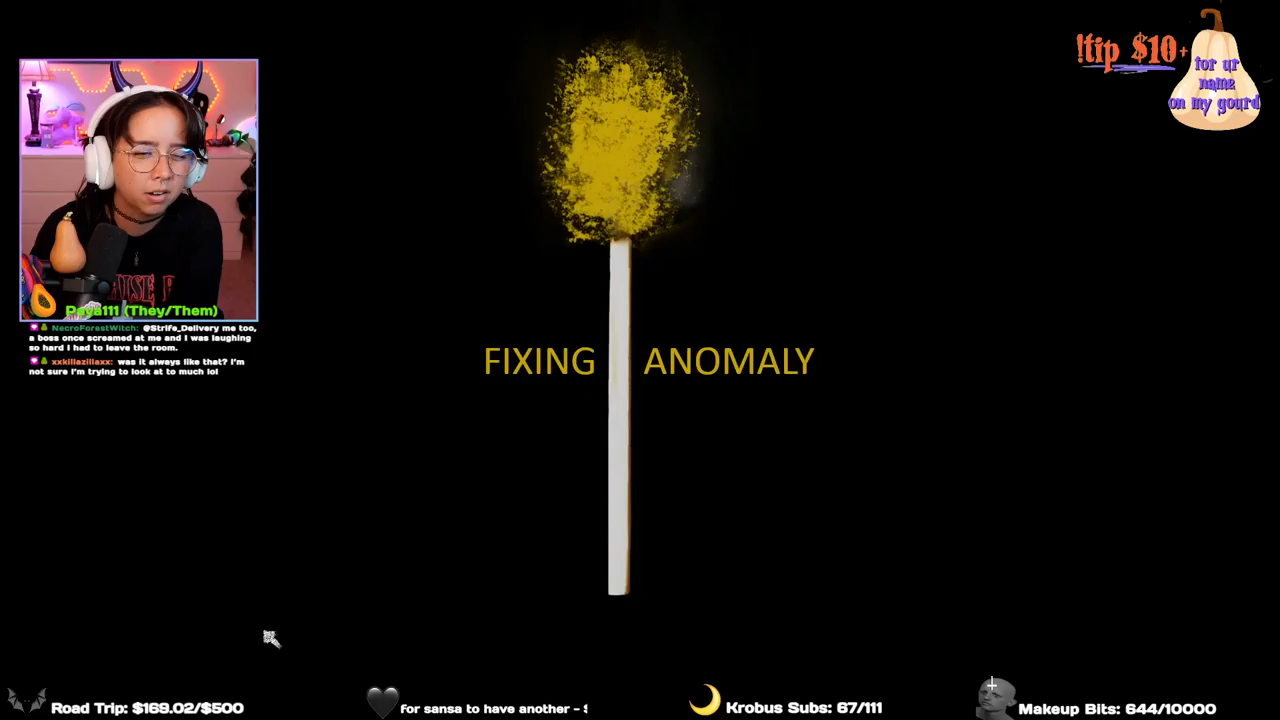 !tip $10+
for ur
name
on my gourd
Paya111 (They/Them)
NecroForestWitch: @Strife_Delivery me too,
a boss once screamed at me and I was laughing
so hard I had to leave the room.
xxkillazillaxx: was it always like that? I'm
not sure I'm trying to look at to much lol
FIXING ANOMALY
Road Trip: $169.02/$500
for sansa to have another - $
Krobus Subs: 67/111
Makeup Bits: 644/10000